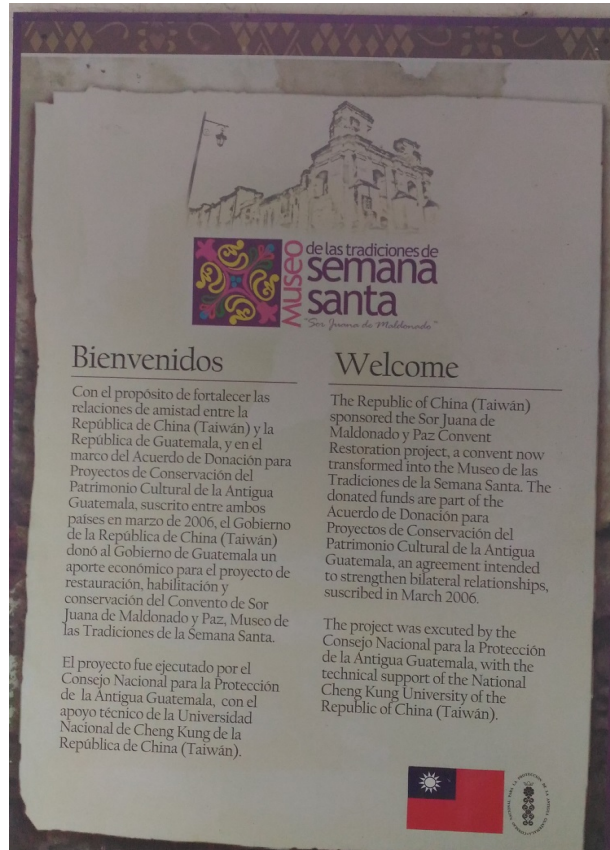 Museo
de las tradiciones de
semana
santa
"Sor Juana de Maldonado"
Bienvenidos
Con el propósito de fortalecer las
relaciones de amistad entre la
República de China (Taiwán) y la
República de Guatemala, y en el
marco del Acuerdo de Donación para
Proyectos de Conservación del
Patrimonio Cultural de la Antigua
Guatemala, suscrito entre ambos
países en marzo de 2006, el Gobierno
de la República de China (Taiwán)
donó al Gobierno de Guatemala un
aporte económico para el proyecto de
restauración, habilitación y
conservación del Convento de Sor
Juana de Maldonado y Paz, Museo de
las Tradiciones de la Semana Santa.
El proyecto fue ejecutado por el
Consejo Nacional para la Protección
de la Antigua Guatemala, con el
apoyo técnico de la Universidad
Nacional de Cheng Kung de la
República de China (Taiwán).
Welcome
The Republic of China (Taiwán)
sponsored the Sor Juana de
Maldonado y Paz Convent
Restoration project, a convent now
transformed into the Museo de las
Tradiciones de la Semana Santa. The
donated funds are part of the
Acuerdo de Donación para
Proyectos de Conservación del
Patrimonio Cultural de la Antigua
Guatemala, an agreement intended
to strengthen bilateral relationships,
suscribed in March 2006.
The project was excuted by the
Consejo Nacional para la Protección
de la Antigua Guatemala, with the
technical support of the National
Cheng Kung University of the
Republic of China (Taiwán).